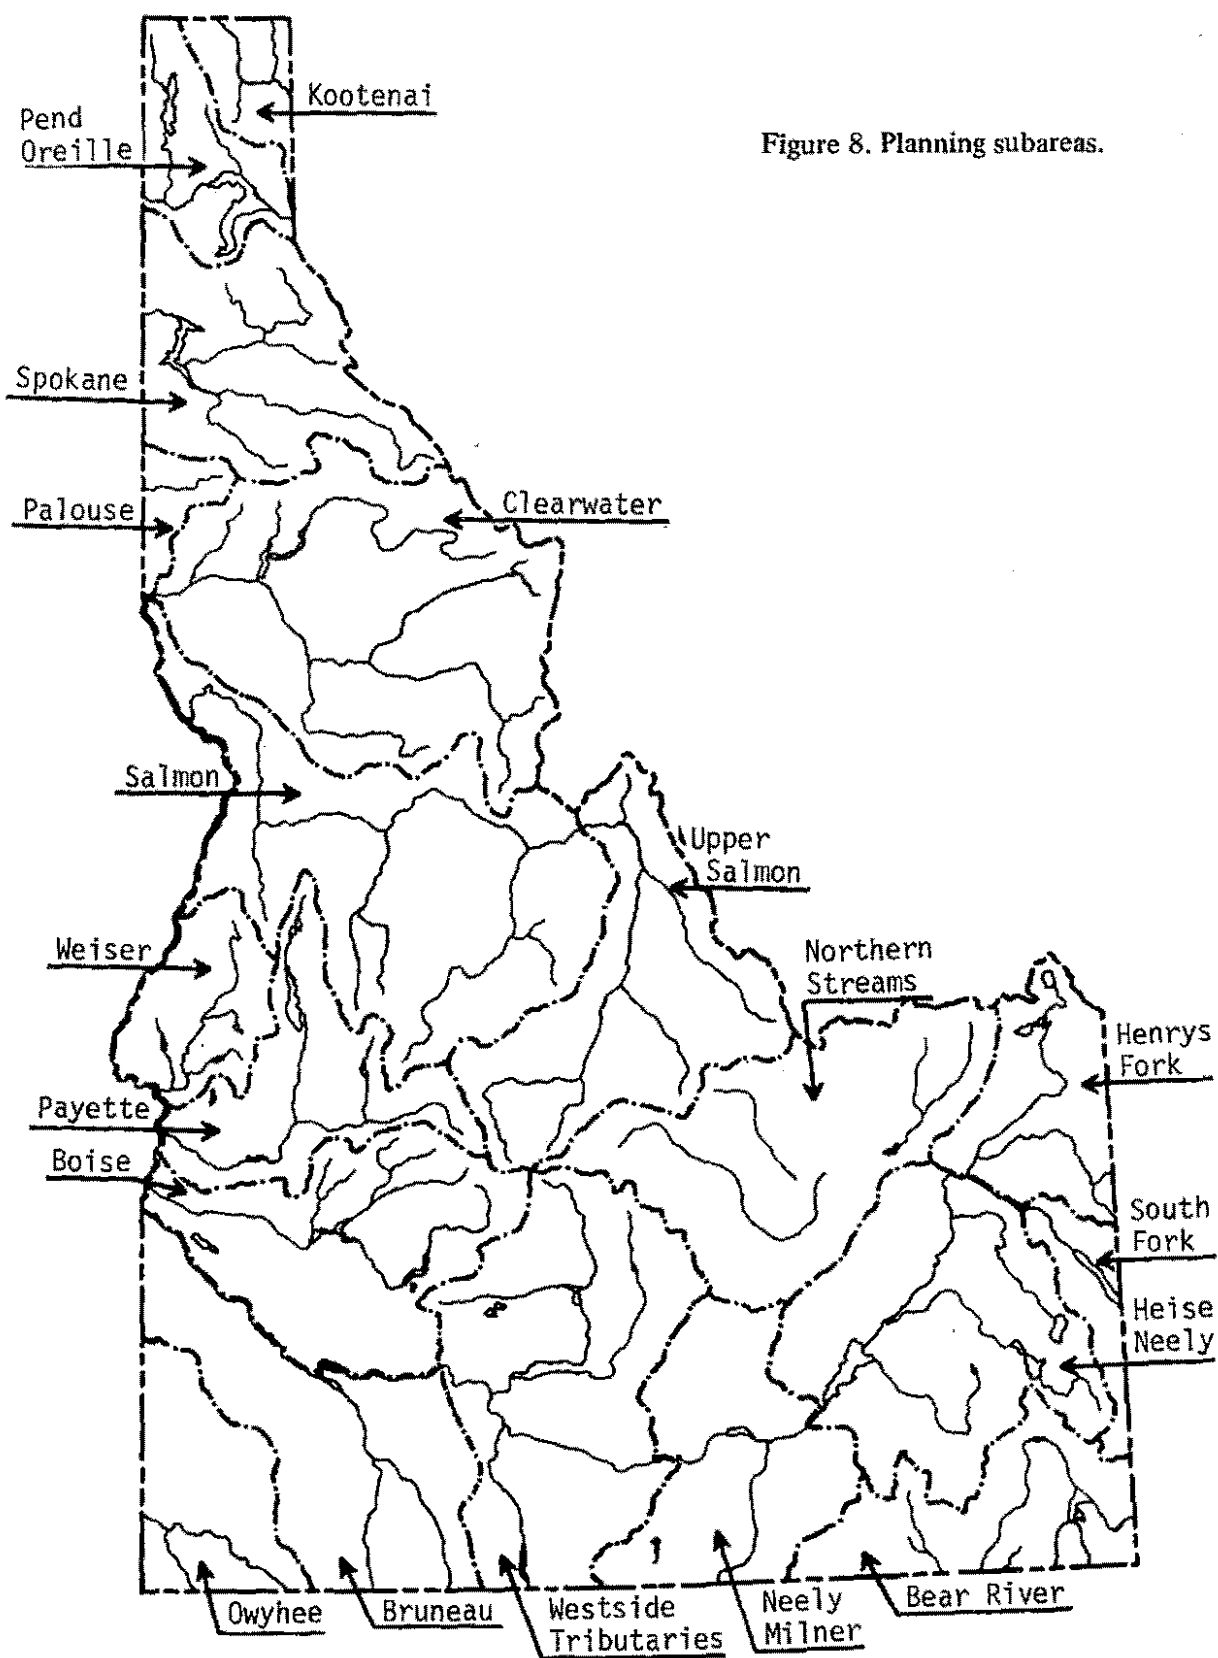 Kootenai
Pend
Oreille
Figure 8. Planning subareas.
Spokane
Palouse
Clearwater
Salmon
Upper
Salmon
Weiser
Northern
Streams
Henrys
Fork
Payette
Boise
South
Fork
Heise
Neely
Owyhee
Bruneau
Westside
Tributaries
Neely
Milner
Bear River